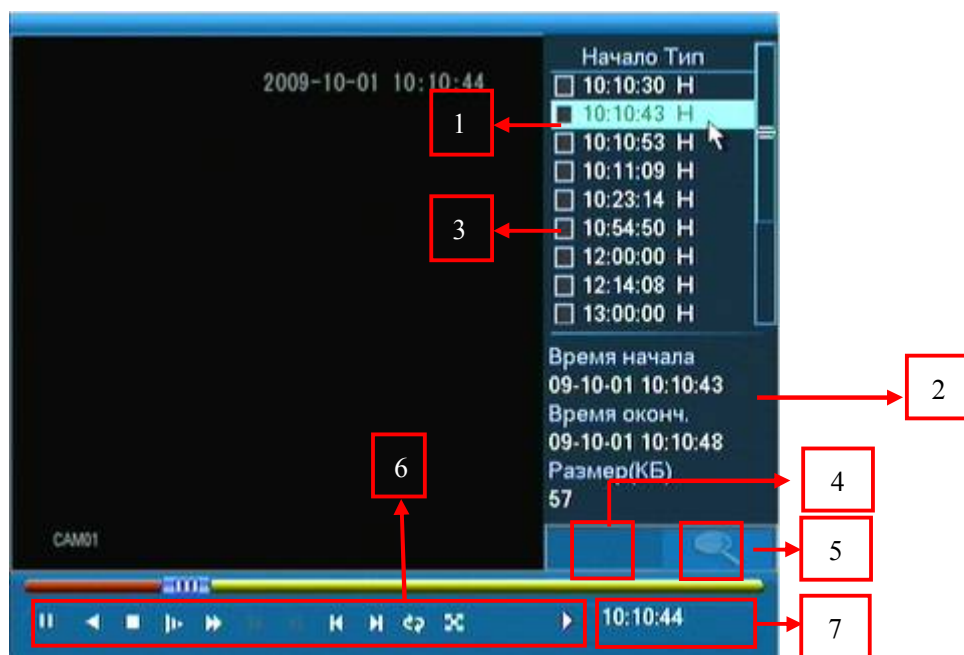 2009-10-01 10:10:44
Начало Тип
10:10:30 Н
10:10:43 Н
10:10:53 Н
10:11:09 Н
10:23:14 Н
10:54:50 Н
12:00:00 Н
12:14:08 Н
13:00:00 Н
1
3
Время начала
09-10-01 10:10:43
Время оконч.
09-10-01 10:10:48
Размер(КБ)
57
2
6
4
5
CAM01
10:10:44
7